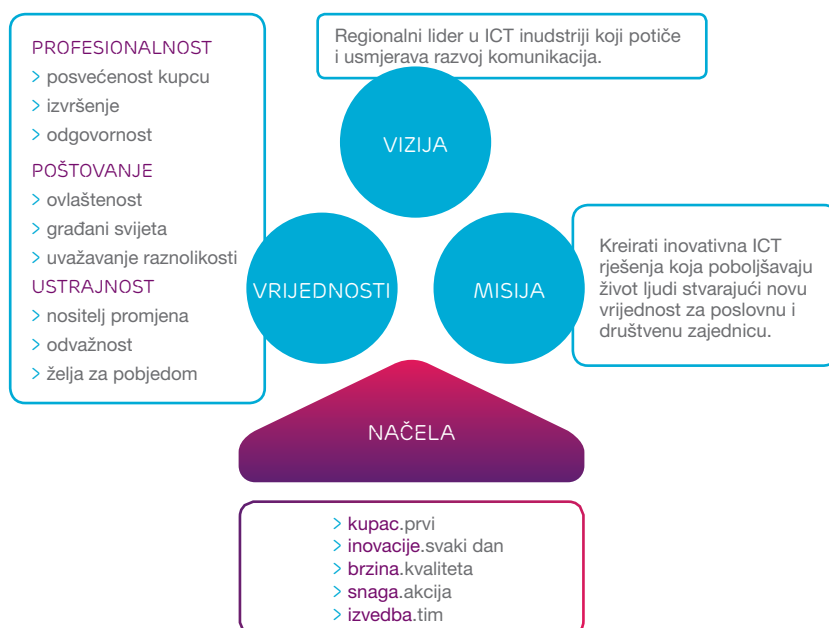 PROFESIONALNOST
> posvećenost kupcu
> izvršenje
> odgovornost
POŠTOVANJE
> ovlaštenost
> građani svijeta
> uvažavanje raznolikosti
USTRAJNOST
> nositelj promjena
> odvažnost
> želja za pobjedom
Regionalni lider u ICT inudstriji koji potiče
i usmjerava razvoj komunikacija.
VIZIJA
VRIJEDNOSTI
MISIJA
Kreirati inovativna ICT
rješenja koja poboljšavaju
život ljudi stvarajući novu
vrijednost za poslovnu i
društvenu zajednicu.
NAČELA
> kupac.prvi
> inovacije.svaki dan
> brzina.kvaliteta
> snaga.akcija
> izvedba.tim